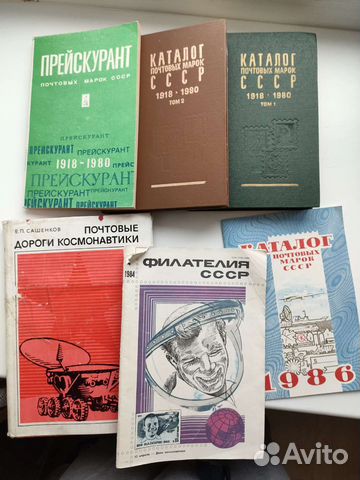 ПРЕЙСКУРАНТ
ПОЧТОВЫХ МАРОК СССР
ПРЕЙСКУРАНТ
ПРЕЙСКУРАНТ ПРЕЙСКУРАНТ
1918-1980 ПРЕЙС
ПРЕЙСКУРАНТ
КАТАЛОГ
ПОЧТОВЫХ МАРОК
СССР
1918-1980
ТОМ 2
КАТАЛОГ
ПОЧТОВЫХ МАРОК
СССР
1918-1980
ТОМ 1
В.П. САШЕНКОВ
ПОЧТОВЫЕ
ДОРОГИ КОСМОНАВТИКИ
1984
ФИЛАТЕЛИЯ
СССР
КАТАЛОГ
ПОЧТОВЫХ
МАРОК
СССР
1986
Avito